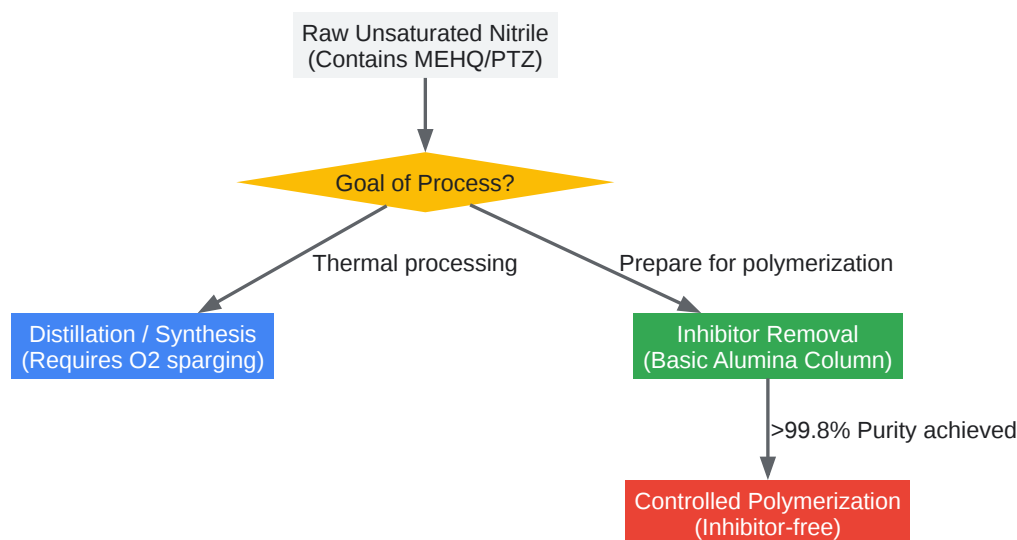 Raw Unsaturated Nitrile
(Contains MEHQ/PTZ)
Goal of Process?
Thermal processing
Prepare for polymerization
Distillation / Synthesis
(Requires O2 sparging)
Inhibitor Removal
(Basic Alumina Column)
>99.8% Purity achieved
Controlled Polymerization
(Inhibitor-free)